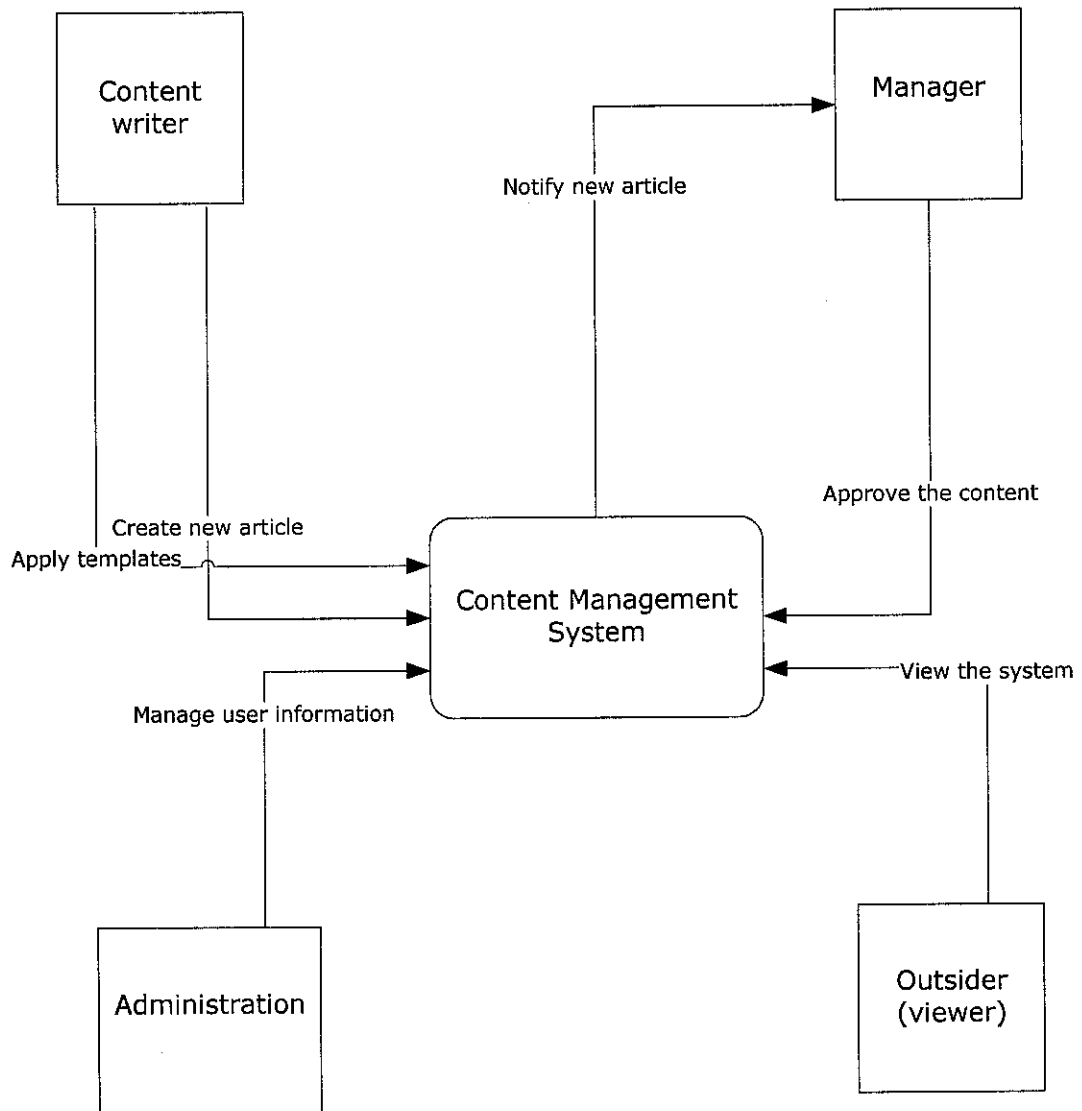 Content
writer
Manager
Notify new article
Approve the content
Create new article
Apply templates
Content Management
System
View the system
Manage user information
Administration
Outsider
(viewer)